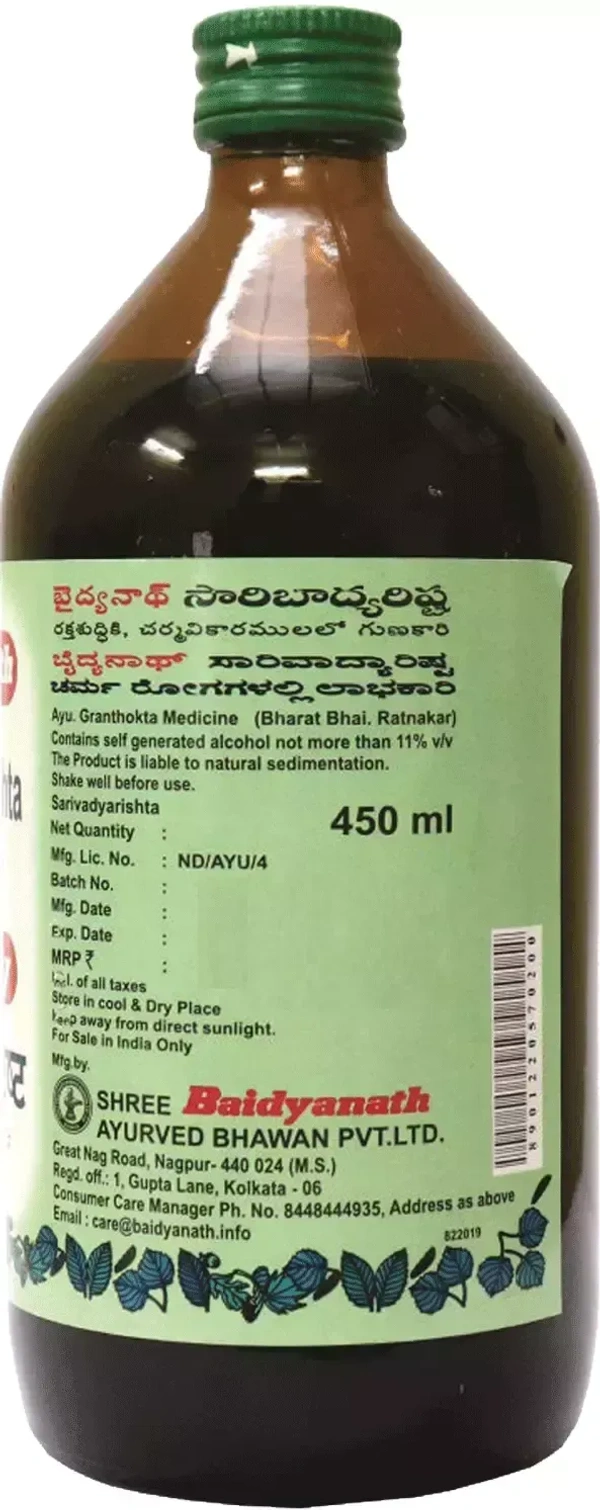 బైద్యనాథ్ సారిబాద్యరిష్ట
రక్తశుద్ధికి, చర్మవికారములలో గుణకారి
ಬೈದ್ಯನಾಥ್ ಸಾರಿವಾದ್ಯಾರಿಷ್ಟ
ಚರ್ಮ ರೋಗಗಳಲ್ಲಿ ಲಾಭಕಾರಿ
Ayu. Granthokta Medicine (Bharat Bhai. Ratnakar)
Contains self generated alcohol not more than 11% v/v
The Product is liable to natural sedimentation.
Shake well before use.
Sarivadyarishta
Net Quantity : 450 ml
Mfg. Lic. No. : ND/AYU/4
Batch No. :
Mfg. Date :
Exp. Date :
MRP ₹ :
Incl. of all taxes
Store in cool & Dry Place
Keep away from direct sunlight.
For Sale in India Only
Mfg.by.
SHREE Baidyanath
AYURVED BHAWAN PVT.LTD.
Great Nag Road, Nagpur- 440 024 (M.S.)
Regd. off.: 1, Gupta Lane, Kolkata - 06
Consumer Care Manager Ph. No. 8448444935, Address as above
Email : care@baidyanath.info
822019
8901220570200